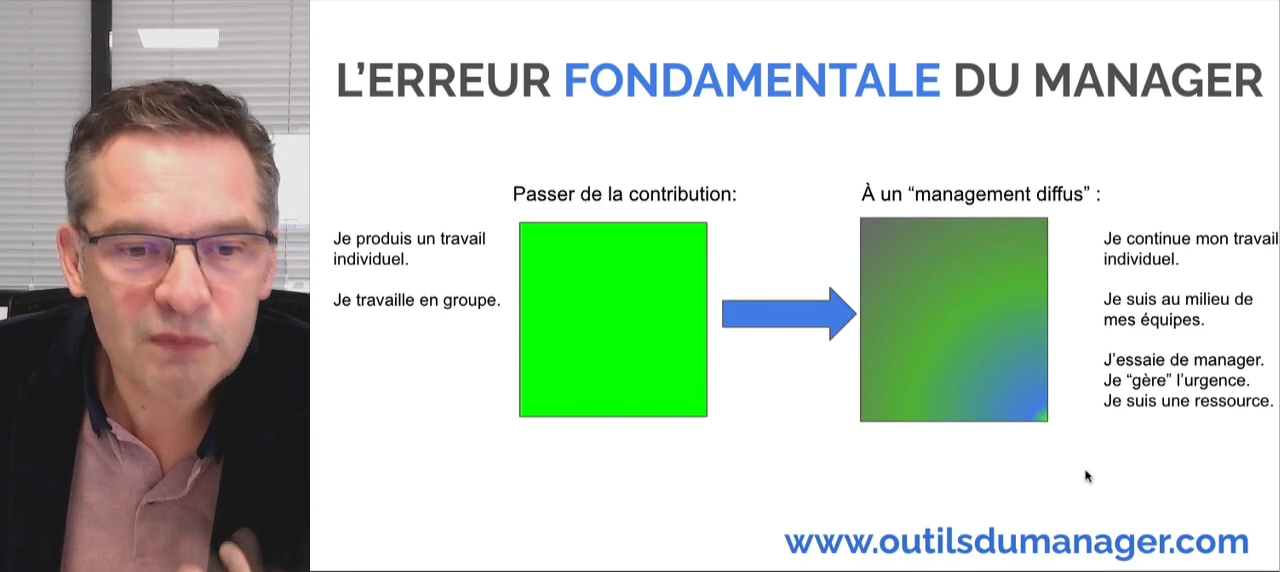 L’ERREUR FONDAMENTALE DU MANAGER
Passer de la contribution:
Je produis un travail
individuel.
Je travaille en groupe.
À un “management diffus” :
Je continue mon travail
individuel.
Je suis au milieu de
mes équipes.
J’essaie de manager.
Je “gère” l’urgence.
Je suis une ressource.
www.outilsdumanager.com